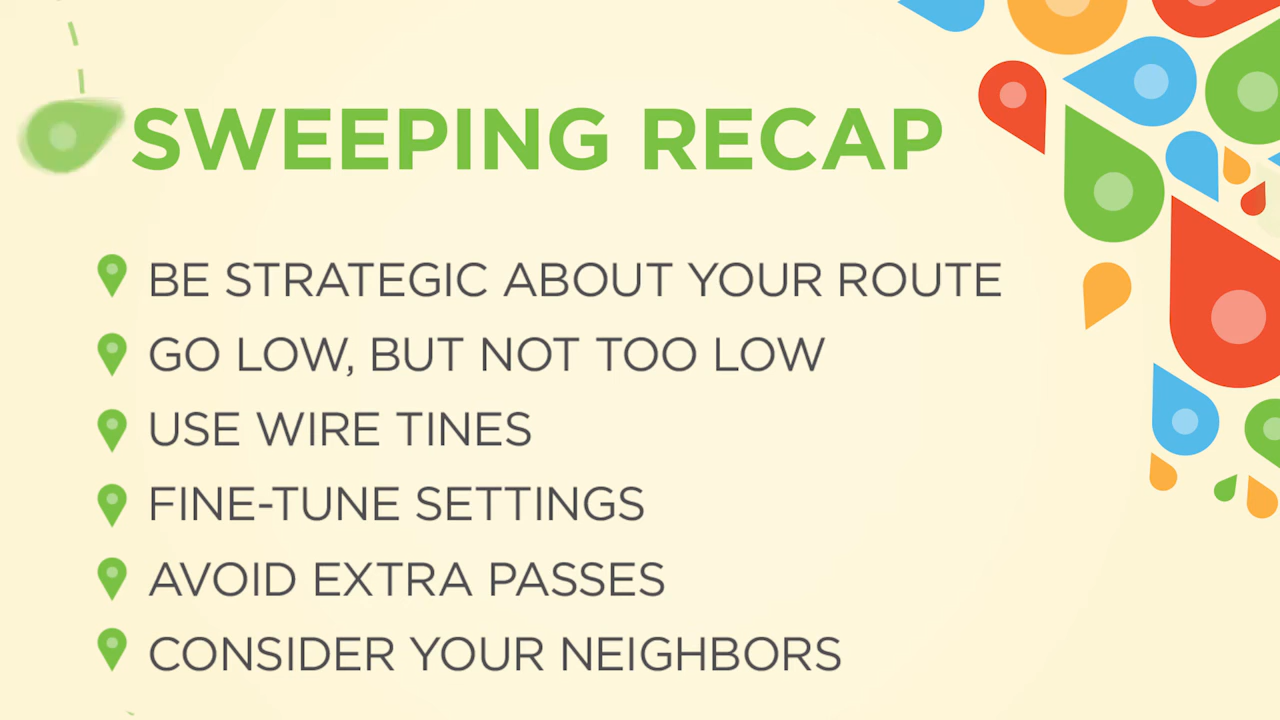 SWEEPING RECAP
BE STRATEGIC ABOUT YOUR ROUTE
GO LOW, BUT NOT TOO LOW
USE WIRE TINES
FINE-TUNE SETTINGS
AVOID EXTRA PASSES
CONSIDER YOUR NEIGHBORS